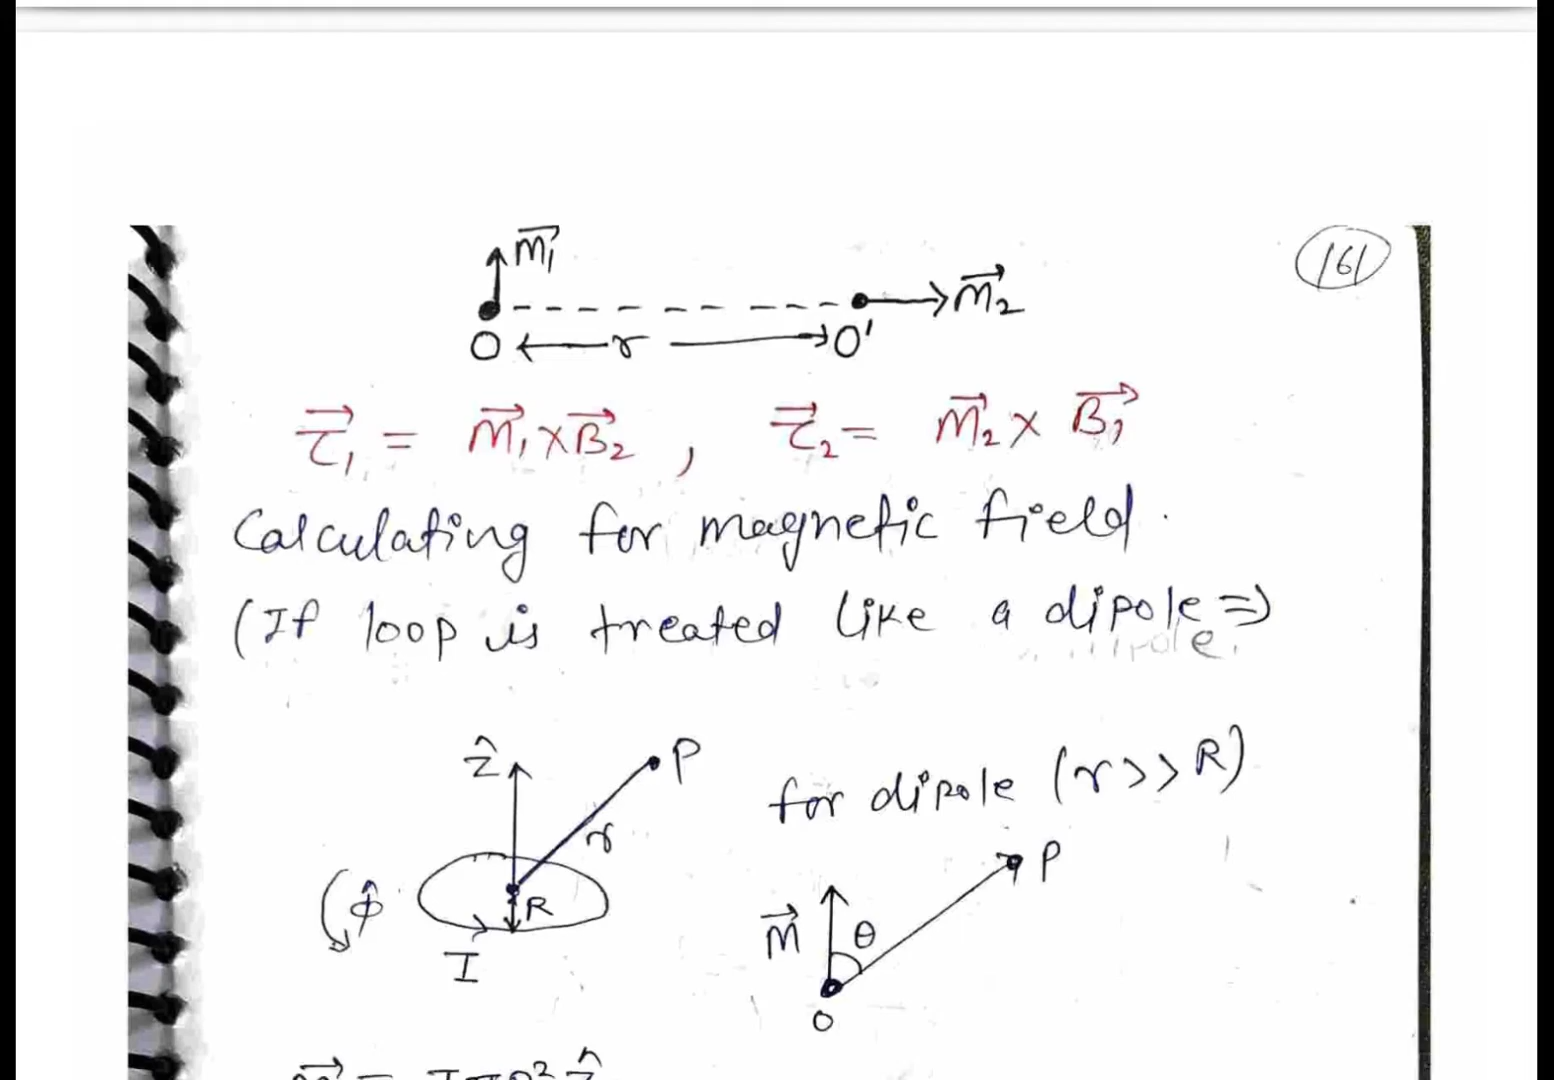 M⃗₁
161
M⃗₂
O r O'
τ⃗₁ = M⃗₁ × B⃗₂ , τ⃗₂ = M⃗₂ × B⃗₁
Calculating for magnetic field.
(If loop is treated like a dipole ⇒
ẑ P
for dipole (r>>R)
r
P
ϕ̂ R
M⃗ θ
I
O
M⃗ = IπR² ẑ